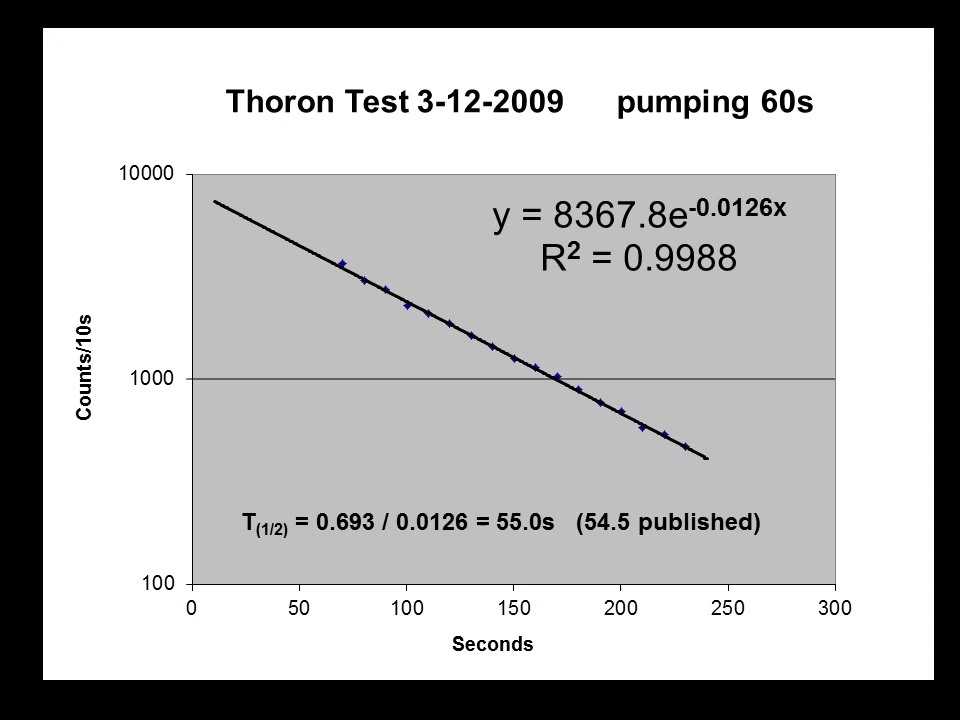 Thoron Test 3-12-2009 pumping 60s
10000
y = 8367.8e^-0.0126x
R² = 0.9988
Counts/10s
1000
T(1/2) = 0.693 / 0.0126 = 55.0s (54.5 published)
100
0 50 100 150 200 250 300
Seconds